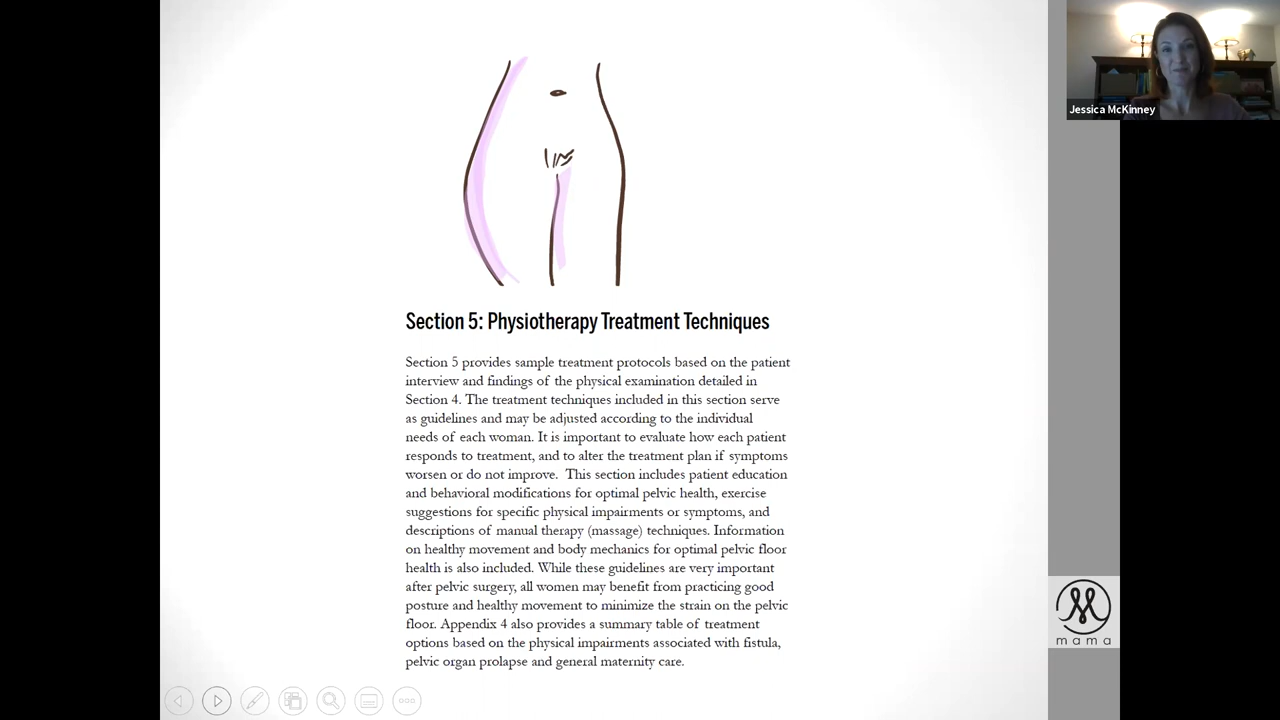 Jessica McKinney
Section 5: Physiotherapy Treatment Techniques
Section 5 provides sample treatment protocols based on the patient
interview and findings of the physical examination detailed in
Section 4. The treatment techniques included in this section serve
as guidelines and may be adjusted according to the individual
needs of each woman. It is important to evaluate how each patient
responds to treatment, and to alter the treatment plan if symptoms
worsen or do not improve.  This section includes patient education
and behavioral modifications for optimal pelvic health, exercise
suggestions for specific physical impairments or symptoms, and
descriptions of manual therapy (massage) techniques. Information
on healthy movement and body mechanics for optimal pelvic floor
health is also included. While these guidelines are very important
after pelvic surgery, all women may benefit from practicing good
posture and healthy movement to minimize the strain on the pelvic
floor. Appendix 4 also provides a summary table of treatment
options based on the physical impairments associated with fistula,
pelvic organ prolapse and general maternity care.
mama